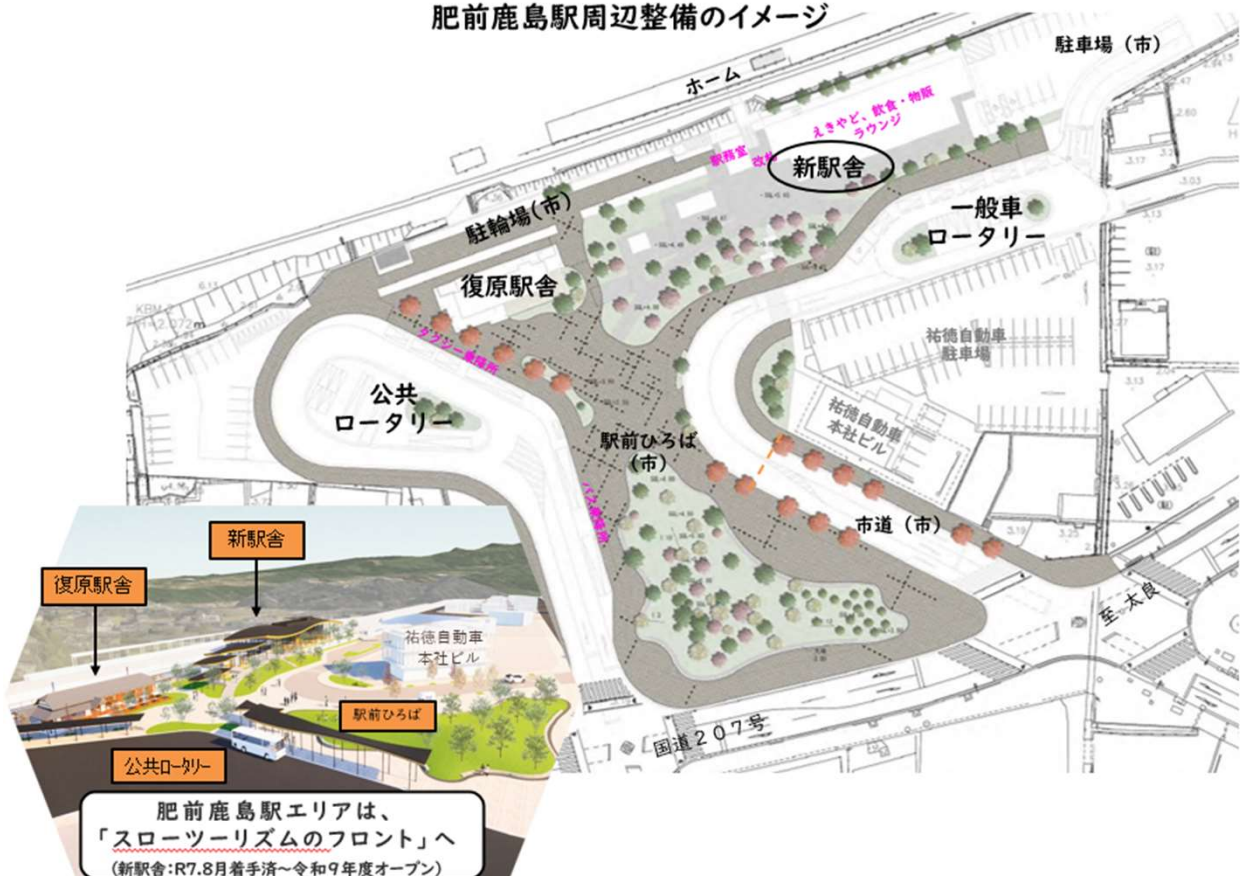 肥前鹿島駅周辺整備のイメージ
駐車場（市）
ホーム
えきやど、飲食・物販
ラウンジ
駅務室
改札
新駅舎
一般車
ロータリー
駐輪場(市)
復原駅舎
タクシー乗降所
祐徳自動車
駐車場
公共
ロータリー
祐徳自動車
本社ビル
駅前ひろば
（市）
市道（市）
至 太良
国道２０７号
新駅舎
復原駅舎
祐徳自動車
本社ビル
駅前ひろば
公共ロータリー
肥前鹿島駅エリアは、
「スローツーリズムのフロント」へ
(新駅舎:R7.8月着手済～令和9年度オープン)